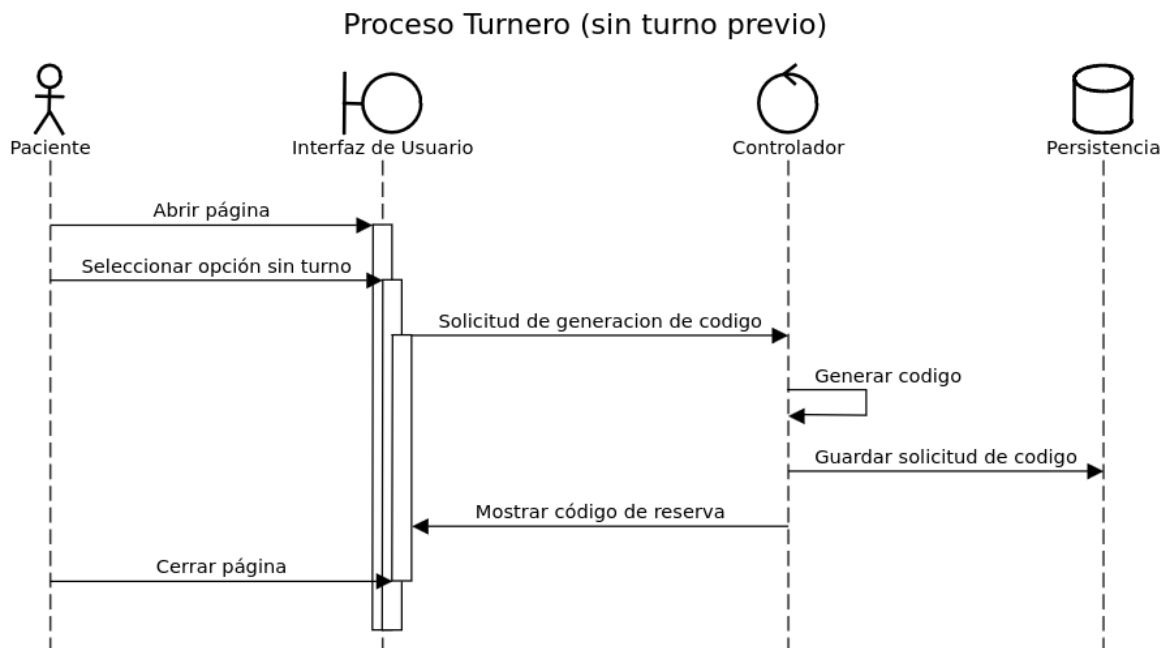 Proceso Turnero (sin turno previo)
Paciente
Interfaz de Usuario
Controlador
Persistencia
Abrir página
Seleccionar opción sin turno
Solicitud de generacion de codigo
Generar codigo
Guardar solicitud de codigo
Mostrar código de reserva
Cerrar página